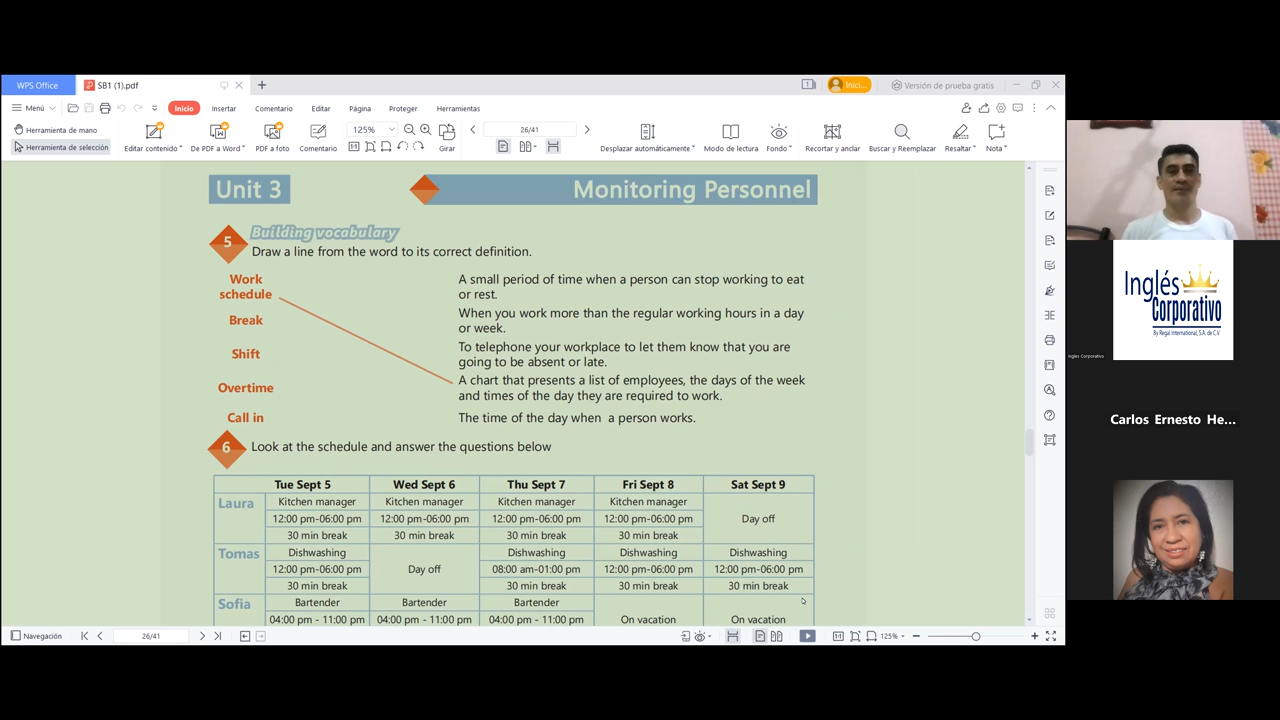 WPS Office
SB1 (1).pdf
Inici...
Versión de prueba gratis
Menú
Inicio
Insertar
Comentario
Editar
Página
Proteger
Herramientas
Herramienta de mano
Herramienta de selección
Editar contenido
De PDF a Word
PDF a foto
Comentario
125%
Girar
26/41
Desplazar automáticamente
Modo de lectura
Fondo
Recortar y anclar
Buscar y Reemplazar
Resaltar
Nota
Unit 3
Monitoring Personnel
5
Building vocabulary
Draw a line from the word to its correct definition.
Work
schedule
Break
Shift
Overtime
Call in
A small period of time when a person can stop working to eat
or rest.
When you work more than the regular working hours in a day
or week.
To telephone your workplace to let them know that you are
going to be absent or late.
A chart that presents a list of employees, the days of the week
and times of the day they are required to work.
The time of the day when a person works.
6
Look at the schedule and answer the questions below
Tue Sept 5 Wed Sept 6 Thu Sept 7 Fri Sept 8 Sat Sept 9
Laura Kitchen manager Kitchen manager Kitchen manager Kitchen manager Day off
12:00 pm-06:00 pm 12:00 pm-06:00 pm 12:00 pm-06:00 pm 12:00 pm-06:00 pm
30 min break 30 min break 30 min break 30 min break
Tomas Dishwashing Day off Dishwashing Dishwashing Dishwashing
12:00 pm-06:00 pm 08:00 am-01:00 pm 12:00 pm-06:00 pm 12:00 pm-06:00 pm
30 min break 30 min break 30 min break 30 min break
Sofia Bartender Bartender Bartender On vacation On vacation
04:00 pm - 11:00 pm 04:00 pm - 11:00 pm 04:00 pm - 11:00 pm
Navegación
26/41
125%
Inglés
Corporativo
By Regal International, S.A. de C.V.
Ingles Corporativo
Carlos Ernesto He...